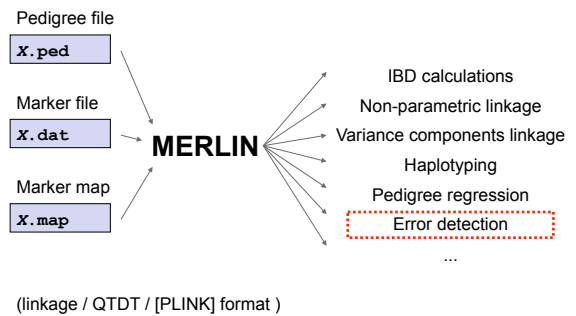 Pedigree file
X.ped
Marker file
X.dat
Marker map
X.map
MERLIN
IBD calculations
Non-parametric linkage
Variance components linkage
Haplotyping
Pedigree regression
Error detection
...
(linkage / QTDT / [PLINK] format )